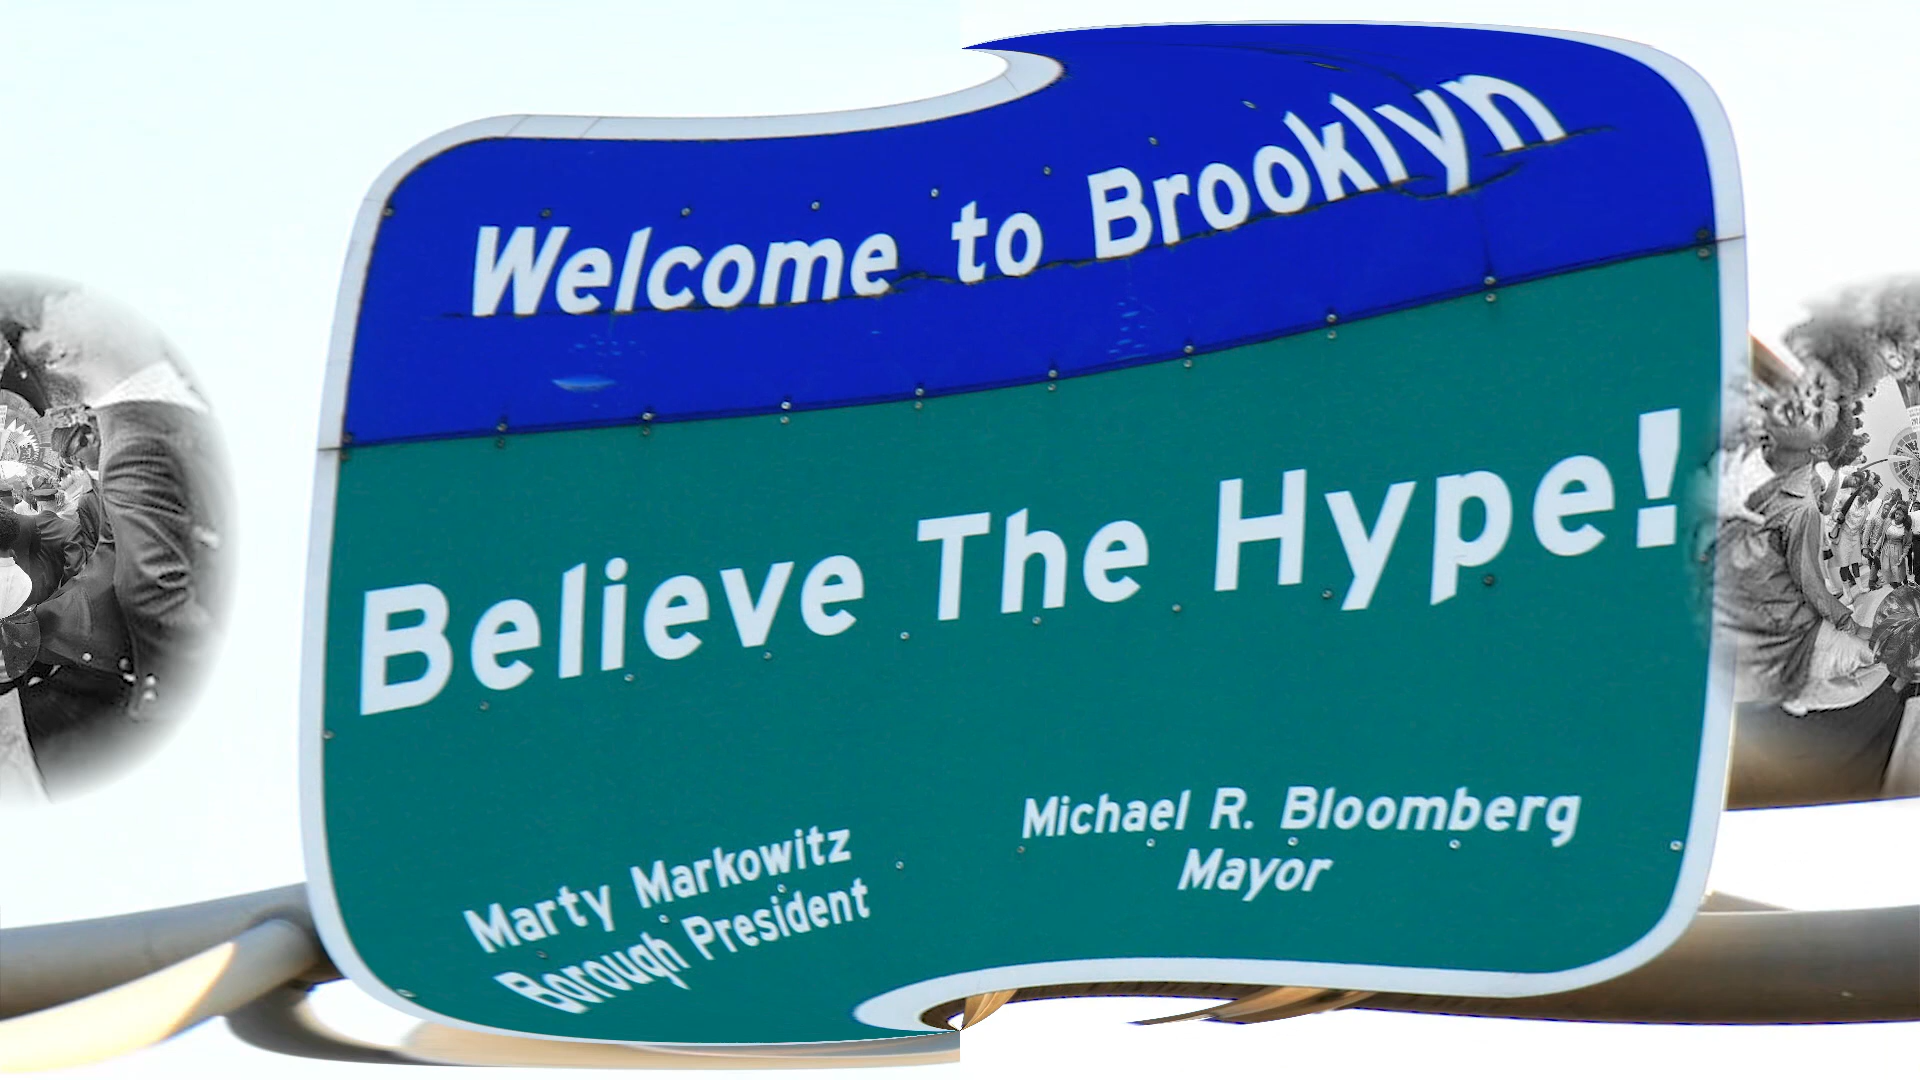 Welcome to Brooklyn
Believe The Hype!
Marty Markowitz
Borough President
Michael R. Bloomberg
Mayor